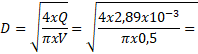 D = √(4xQ / πxV) = √(4x2,89x10⁻³ / πx0,5) =